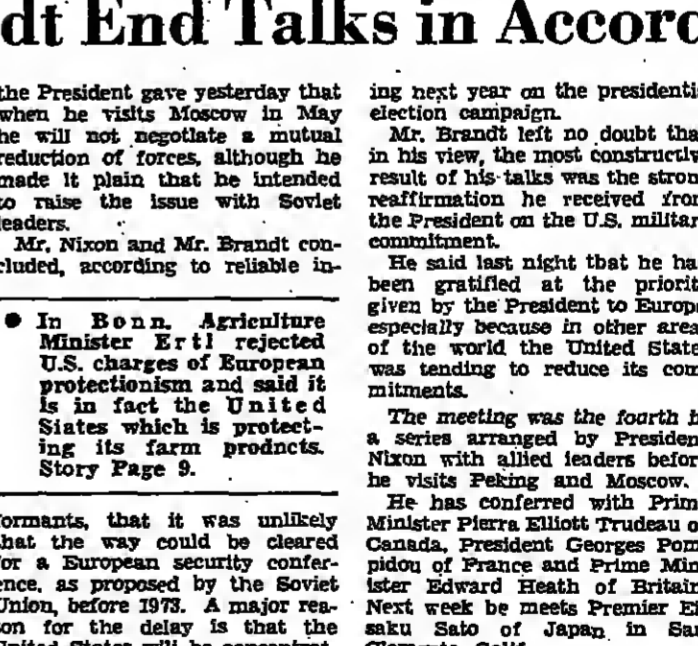 dt End Talks in Accord
the President gave yesterday that
when he visits Moscow in May
he will not negotiate a mutual
reduction of forces, although he
made it plain that he intended
to raise the issue with Soviet
leaders.
Mr. Nixon and Mr. Brandt con-
cluded, according to reliable in-
● In Bonn, Agriculture
Minister Ertl rejected
U.S. charges of European
protectionism and said it
is in fact the United
States which is protect-
ing its farm products.
Story Page 9.
formants, that it was unlikely
that the way could be cleared
for a European security confer-
ence, as proposed by the Soviet
Union, before 1973. A major rea-
son for the delay is that the
United States will be concentrat-
ing next year on the presidenti
election campaign.
Mr. Brandt left no doubt tha
in his view, the most constructiv
result of his talks was the stron
reaffirmation he received from
the President on the U.S. militar
commitment.
He said last night that he ha
been gratified at the priorit
given by the President to Europe
especially because in other area
of the world the United State
was tending to reduce its com
mitments.
The meeting was the fourth in
a series arranged by Presiden
Nixon with allied leaders befor
he visits Peking and Moscow.
He has conferred with Prim
Minister Pierra Elliott Trudeau o
Canada, President Georges Pom
pidou of France and Prime Min
ister Edward Heath of Britain
Next week be meets Premier Ei
saku Sato of Japan in San
Clemente, Calif.